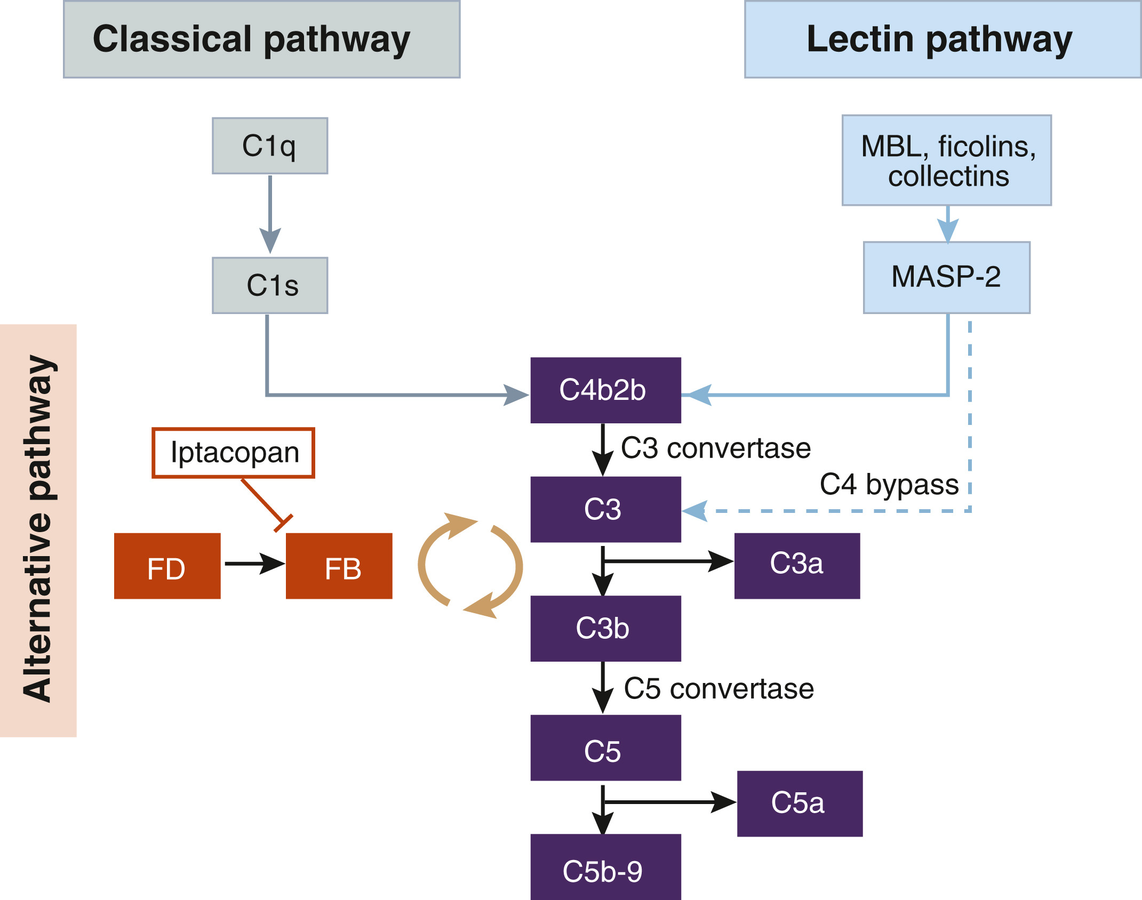 Classical pathway
Lectin pathway
C1q
MBL, ficolins,
collectins
C1s
MASP-2
Alternative pathway
C4b2b
Iptacopan
C3 convertase
C4 bypass
C3
FD
FB
C3a
C3b
C5 convertase
C5
C5a
C5b-9